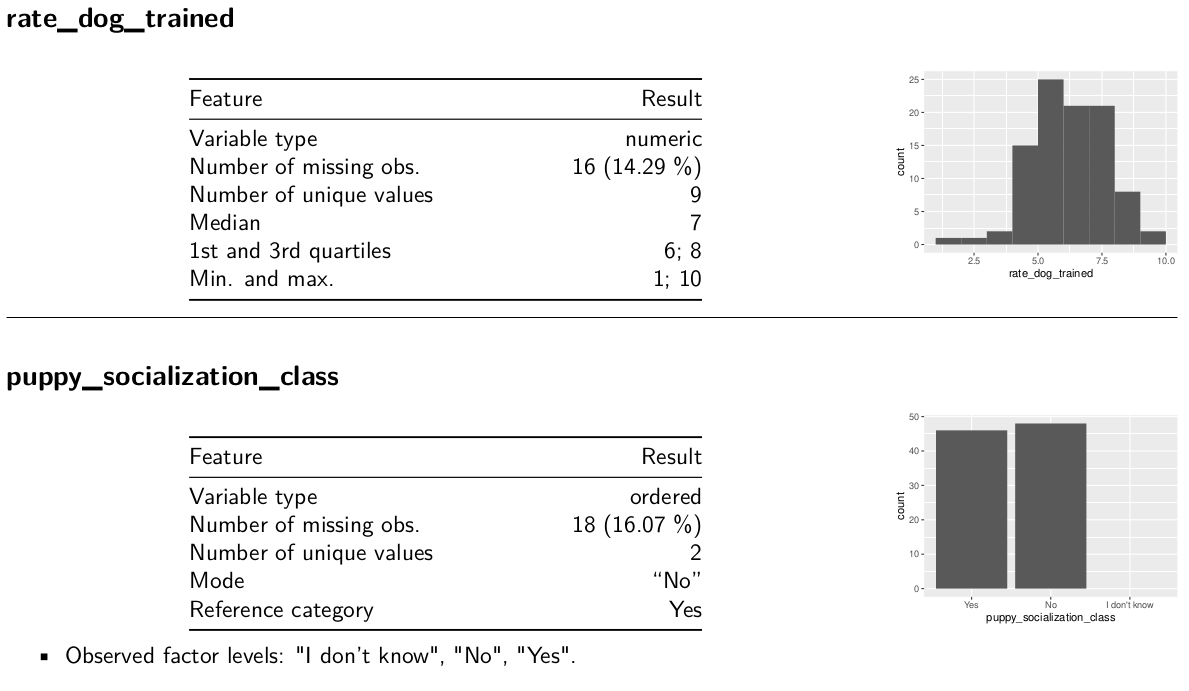 rate_dog_trained
Feature Result
Variable type numeric
Number of missing obs. 16 (14.29 %)
Number of unique values 9
Median 7
1st and 3rd quartiles 6; 8
Min. and max. 1; 10
25
20
15
10
5
0
count
2.5 5.0 7.5 10.0
rate_dog_trained
puppy_socialization_class
Feature Result
Variable type ordered
Number of missing obs. 18 (16.07 %)
Number of unique values 2
Mode “No”
Reference category Yes
50
40
30
20
10
0
count
Yes No I don't know
puppy_socialization_class
▪ Observed factor levels: "I don't know", "No", "Yes".